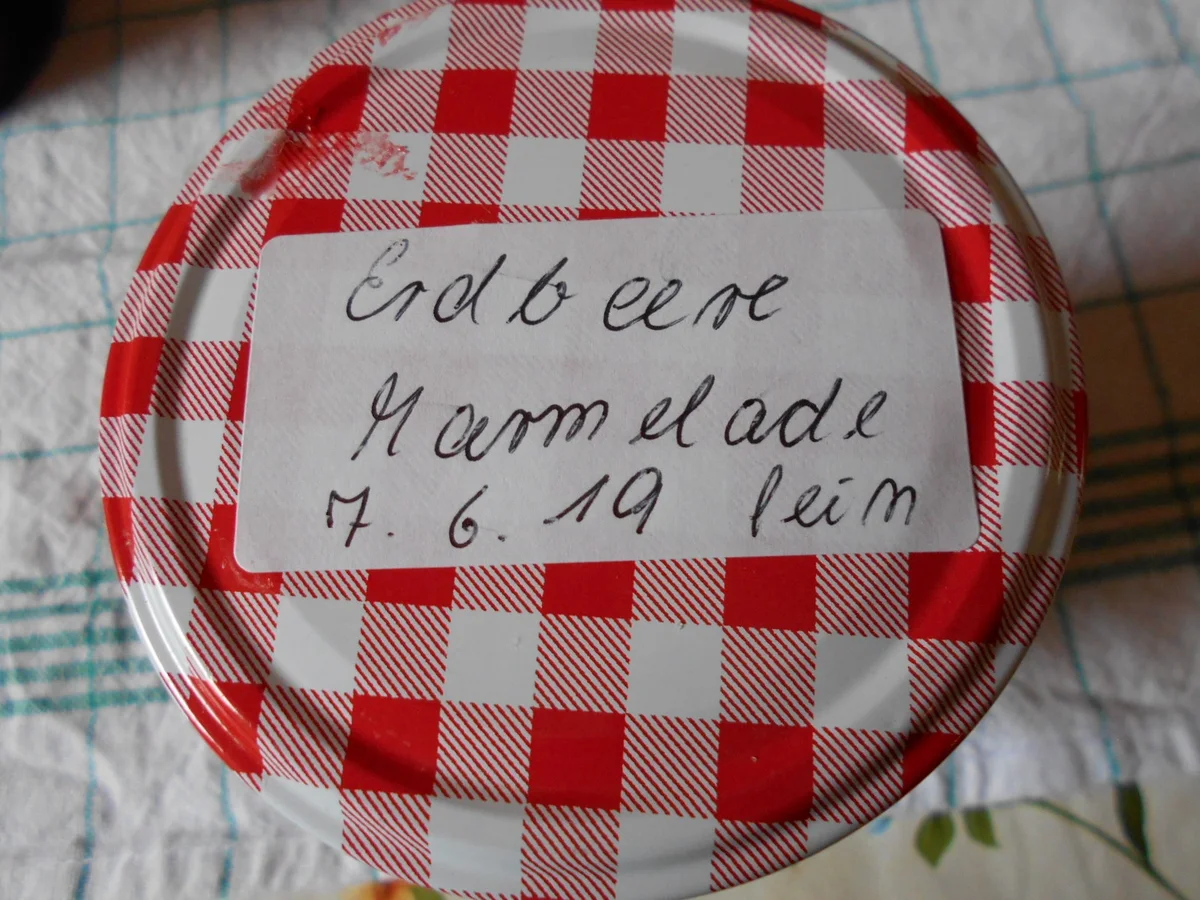 Erdbeere
Marmelade
7. 6. 19 fein